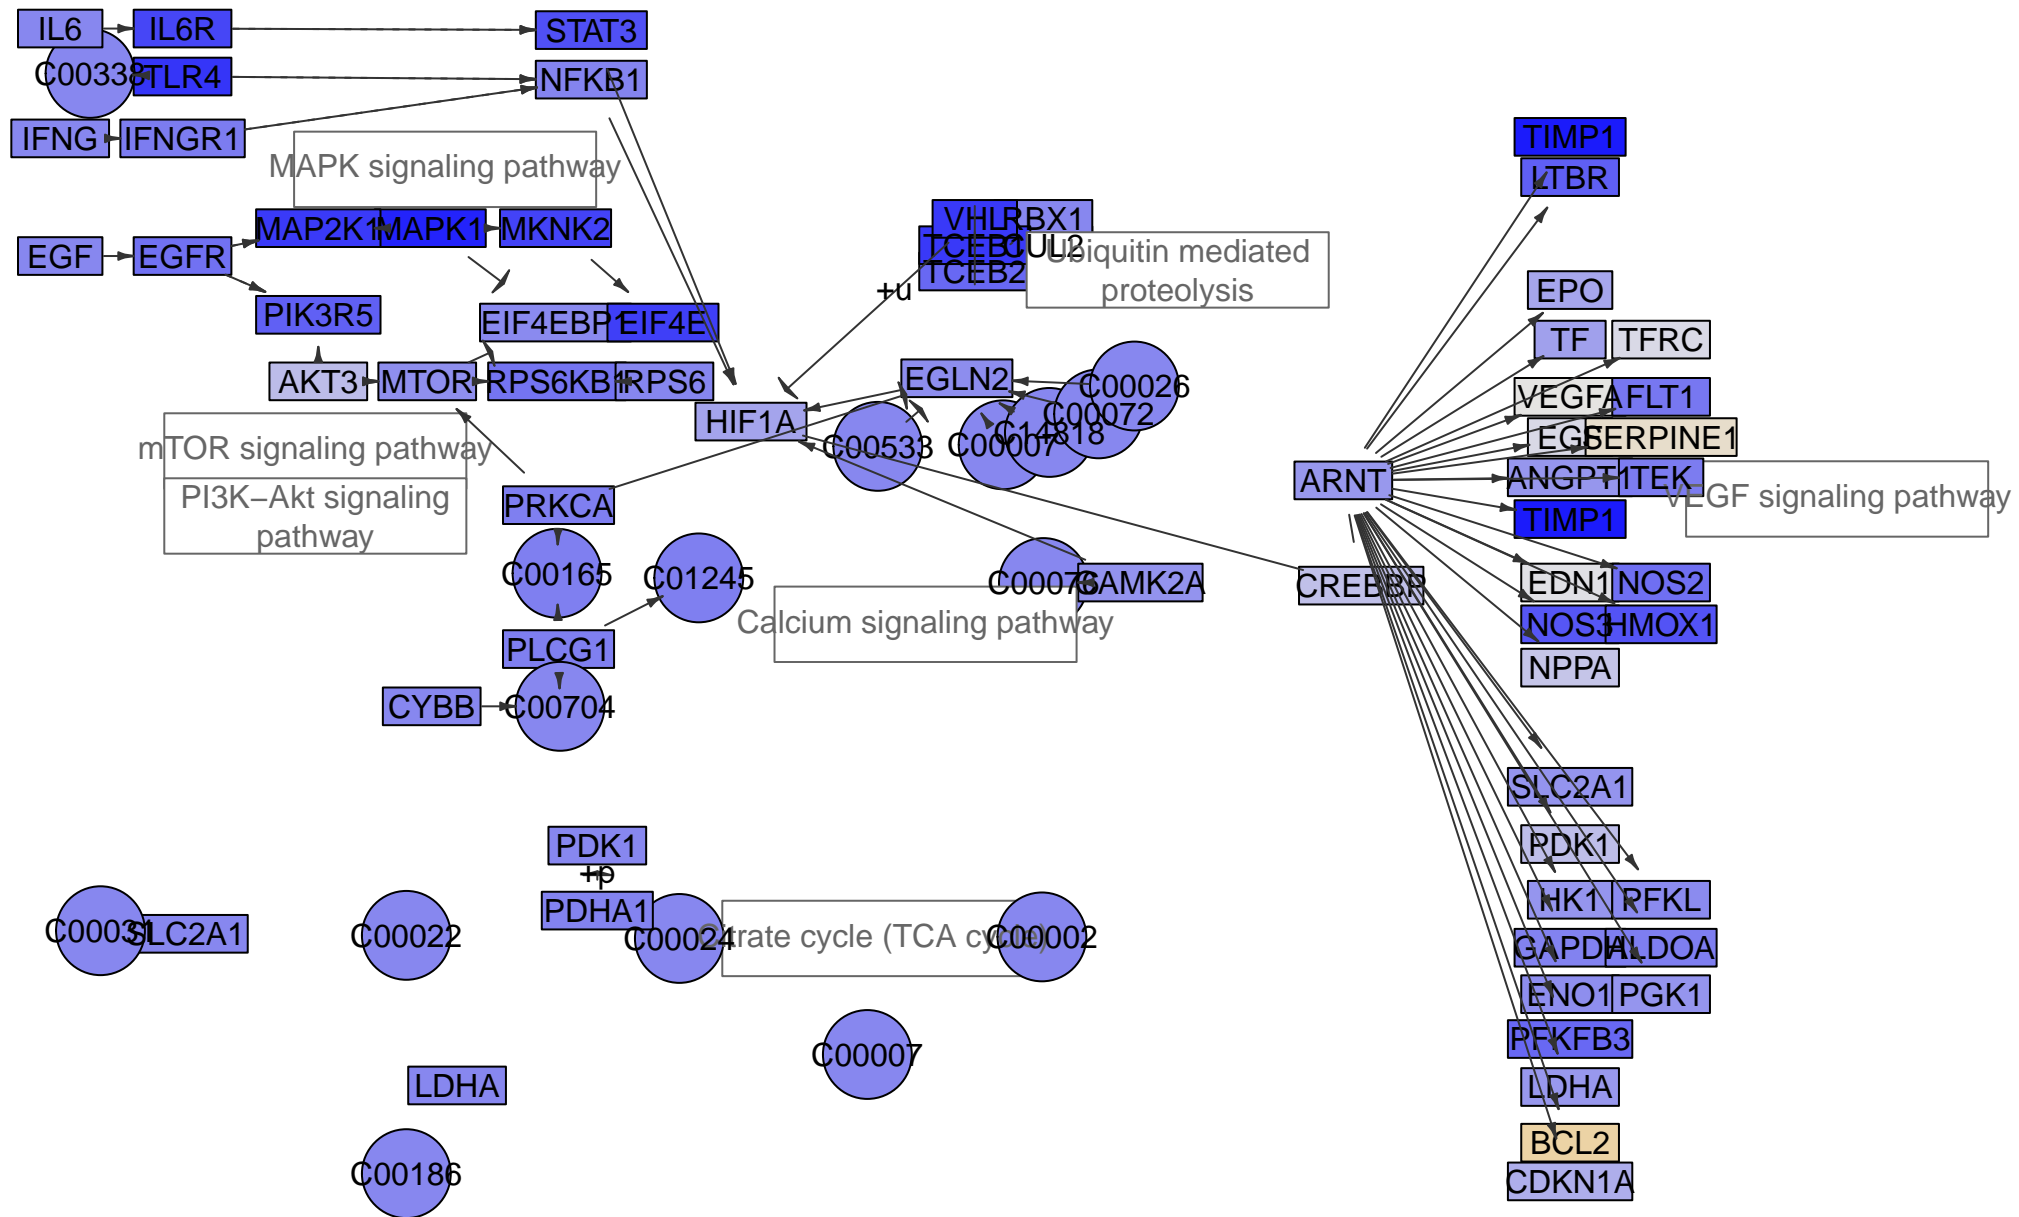 IL6
IL6R
STAT3
C00338
TLR4
NFKB1
IFNG
IFNGR1
MAPK signaling pathway
TIMP1
LTBR
MAP2K1
MAPK1
MKNK2
VHL
RBX1
EGF
EGFR
TCEB1
CUL2
Ubiquitin mediated
proteolysis
TCEB2
+u
EPO
PIK3R5
EIF4EBP1
EIF4E
TF
TFRC
AKT3
MTOR
RPS6KB1
RPS6
EGLN2
C00026
VEGFA
FLT1
HIF1A
C00072
C14818
C00007
C00533
EGF
SERPINE1
mTOR signaling pathway
PI3K–Akt signaling
pathway
ARNT
ANGPT1
TEK
VEGF signaling pathway
PRKCA
TIMP1
C00165
C01245
C00076
CAMK2A
CREBBP
EDN1
NOS2
Calcium signaling pathway
NOS3
HMOX1
PLCG1
NPPA
CYBB
C00704
SLC2A1
PDK1
+p
PDK1
PDHA1
HK1
PFKL
C00031
SLC2A1
C00022
C00024
Citrate cycle (TCA cycle)
C00002
GAPDH
ALDOA
ENO1
PGK1
C00007
PFKFB3
LDHA
LDHA
BCL2
C00186
CDKN1A